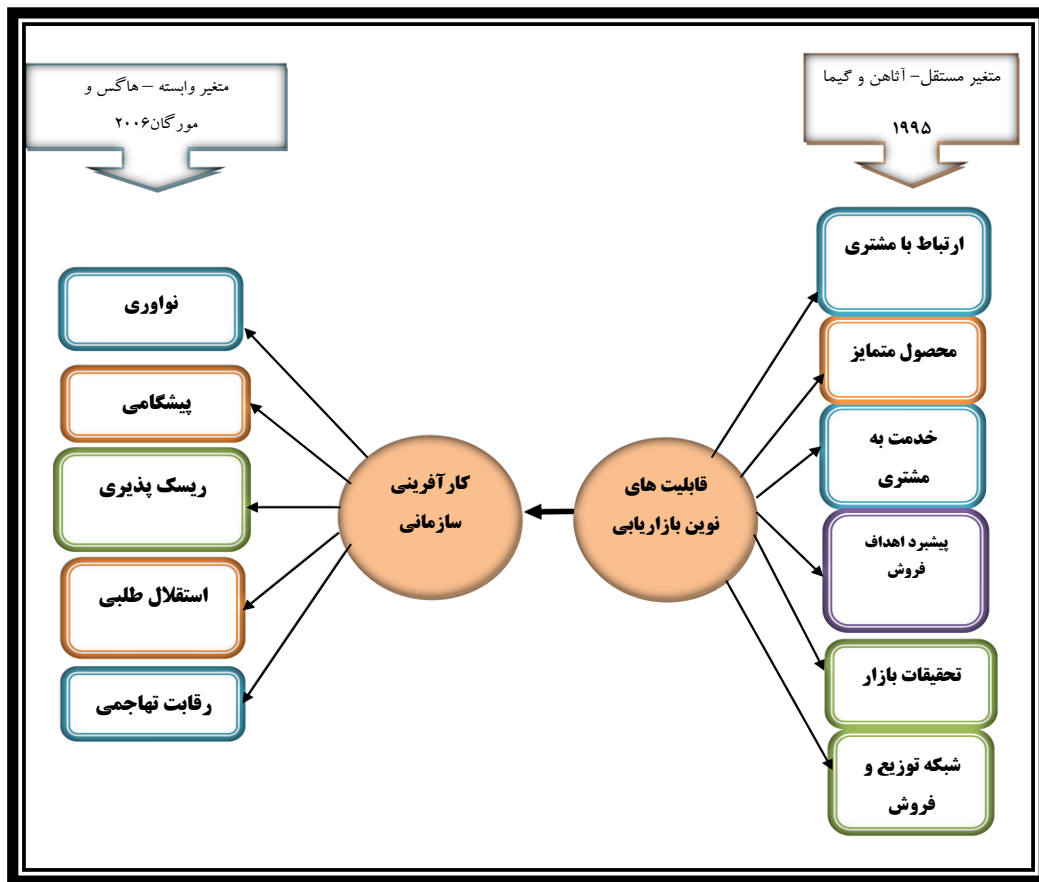 متغیر مستقل- آثاهن و گیما
۱۹۹۵
ارتباط با مشتری
محصول متمایز
خدمت به
مشتری
پیشبرد اهداف
فروش
تحقیقات بازار
شبکه توزیع و
فروش
قابلیت های
نوین بازاریابی
کارآفرینی
سازمانی
متغیر وابسته – هاگس و
مورگان۲۰۰۶
نواوری
پیشگامی
ریسک پذیری
استقلال طلبی
رقابت تهاجمی